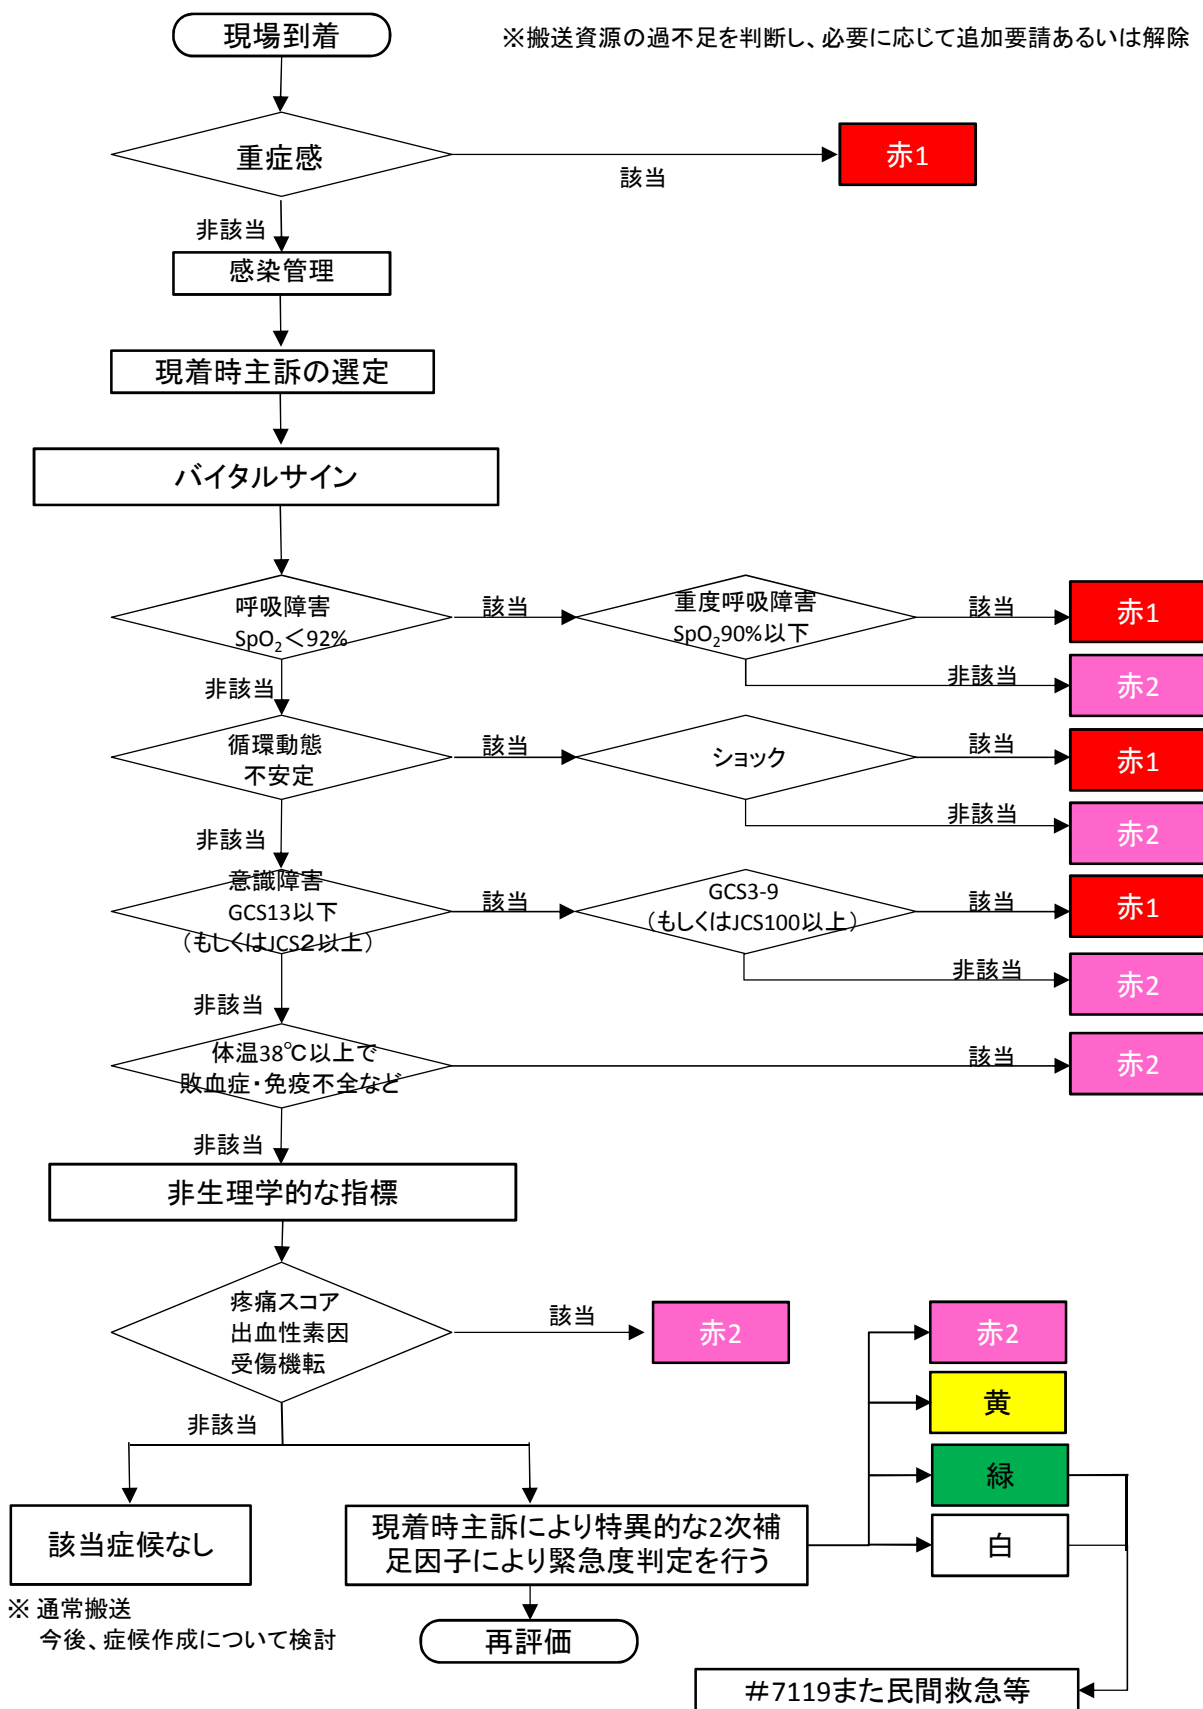 現場到着
※搬送資源の過不足を判断し、必要に応じて追加要請あるいは解除
重症感
該当
赤1
非該当
感染管理
現着時主訴の選定
バイタルサイン
呼吸障害
SpO₂＜92%
該当
重度呼吸障害
SpO₂90%以下
該当
赤1
非該当
赤2
非該当
循環動態
不安定
該当
ショック
該当
赤1
非該当
赤2
非該当
意識障害
GCS13以下
（もしくはJCS2以上）
該当
GCS3-9
（もしくはJCS100以上）
該当
赤1
非該当
赤2
非該当
体温38℃以上で
敗血症・免疫不全など
該当
赤2
非該当
非生理学的な指標
疼痛スコア
出血性素因
受傷機転
該当
赤2
非該当
赤2
黄
緑
白
該当症候なし
現着時主訴により特異的な2次補
足因子により緊急度判定を行う
※ 通常搬送
今後、症候作成について検討
再評価
＃7119また民間救急等